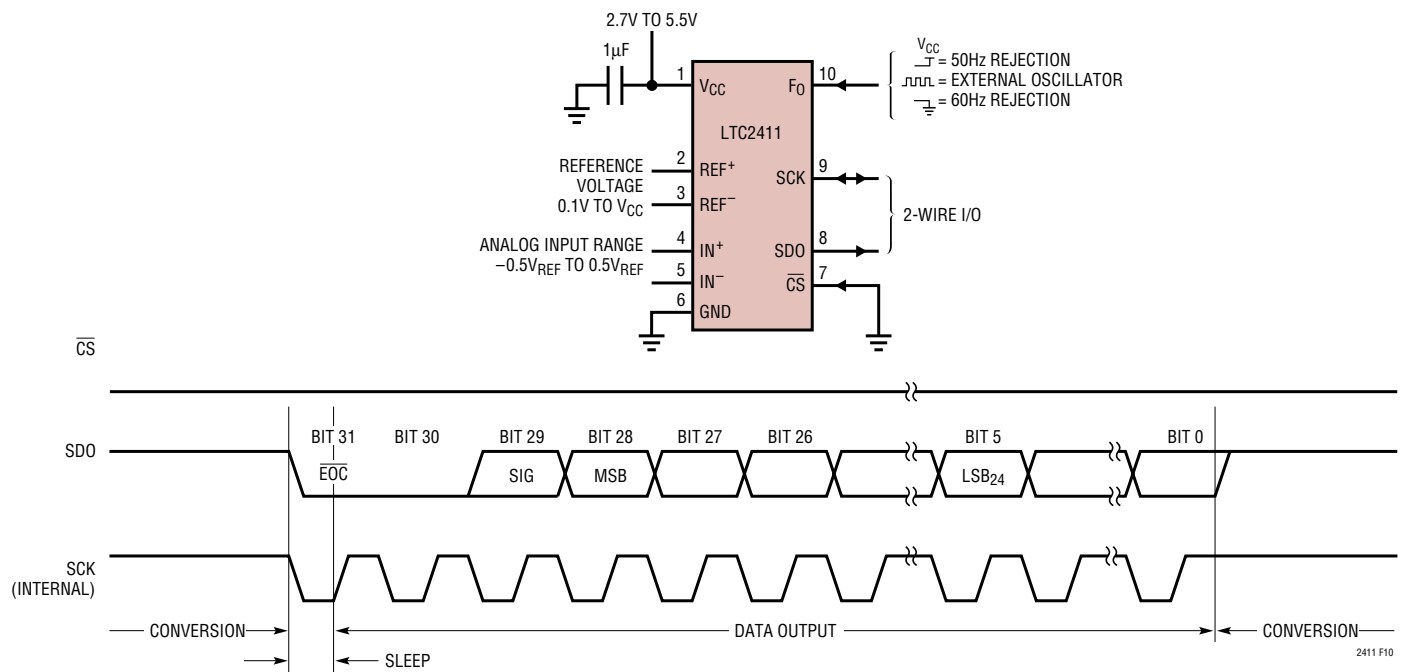 2.7V TO 5.5V
1µF
VCC
= 50Hz REJECTION
= EXTERNAL OSCILLATOR
= 60Hz REJECTION
1
VCC
FO
10
LTC2411
REFERENCE
VOLTAGE
0.1V TO VCC
2
REF+
3
REF−
SCK
9
2-WIRE I/O
ANALOG INPUT RANGE
−0.5VREF TO 0.5VREF
4
IN+
5
IN−
SDO
8
CS
7
6
GND
CS
BIT 31 BIT 30 BIT 29 BIT 28 BIT 27 BIT 26 BIT 5 BIT 0
SDO
EOC SIG MSB LSB24
SCK
(INTERNAL)
CONVERSION DATA OUTPUT CONVERSION
SLEEP
2411 F10